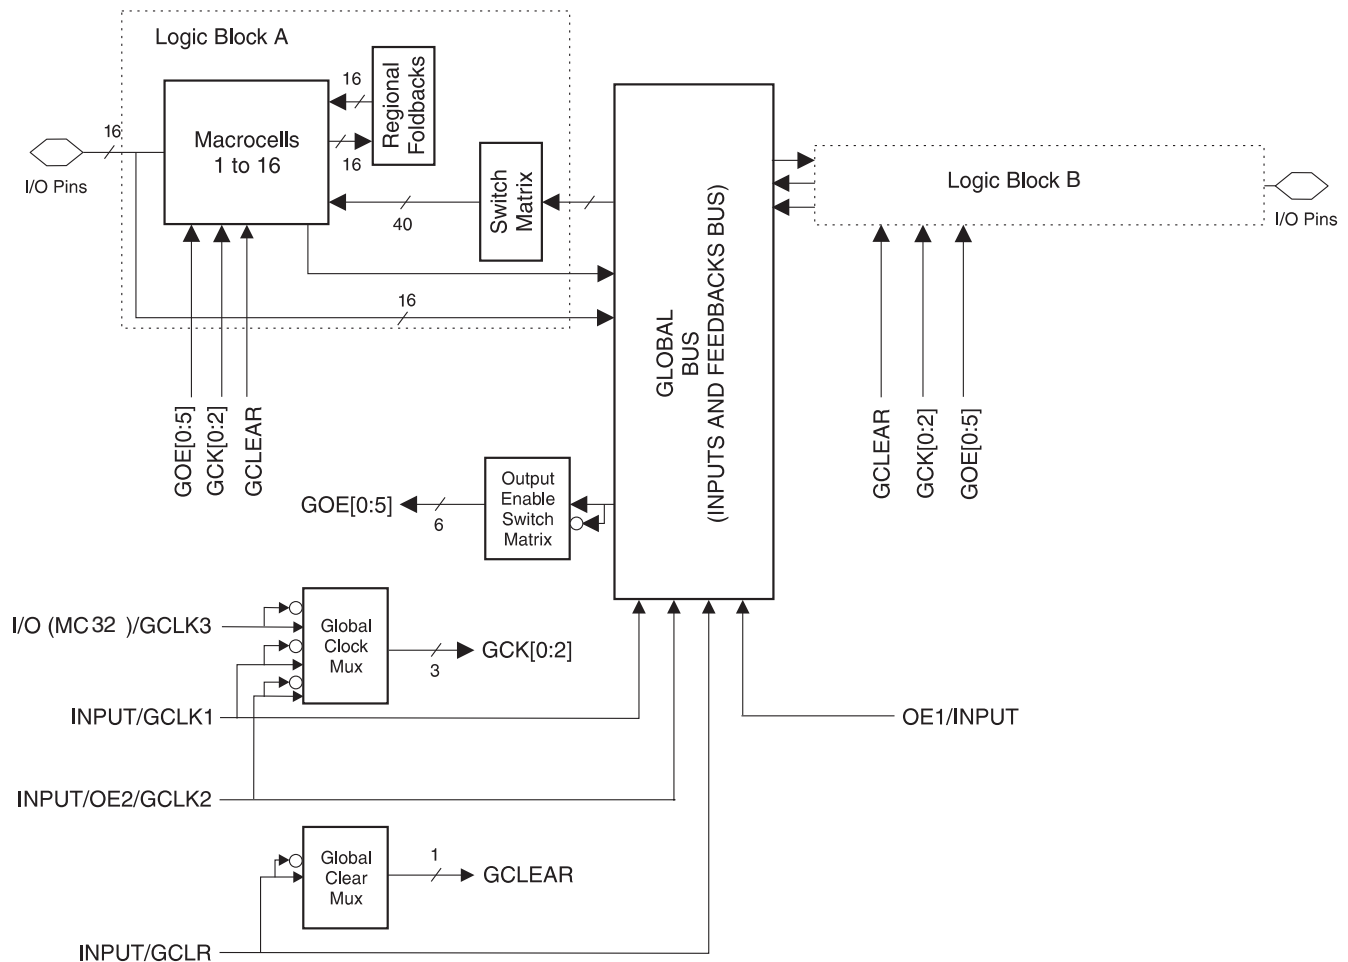 Logic Block A
16
Regional
Foldbacks
16
Macrocells
1 to 16
16
I/O Pins
40
Switch
Matrix
16
GOE[0:5]
GCK[0:2]
GCLEAR
GLOBAL
BUS
(INPUTS AND FEEDBACKS BUS)
Logic Block B
I/O Pins
GCLEAR
GCK[0:2]
GOE[0:5]
GOE[0:5]
6
Output
Enable
Switch
Matrix
I/O (MC 32 )/GCLK3
Global
Clock
Mux
3
GCK[0:2]
INPUT/GCLK1
OE1/INPUT
INPUT/OE2/GCLK2
Global
Clear
Mux
1
GCLEAR
INPUT/GCLR